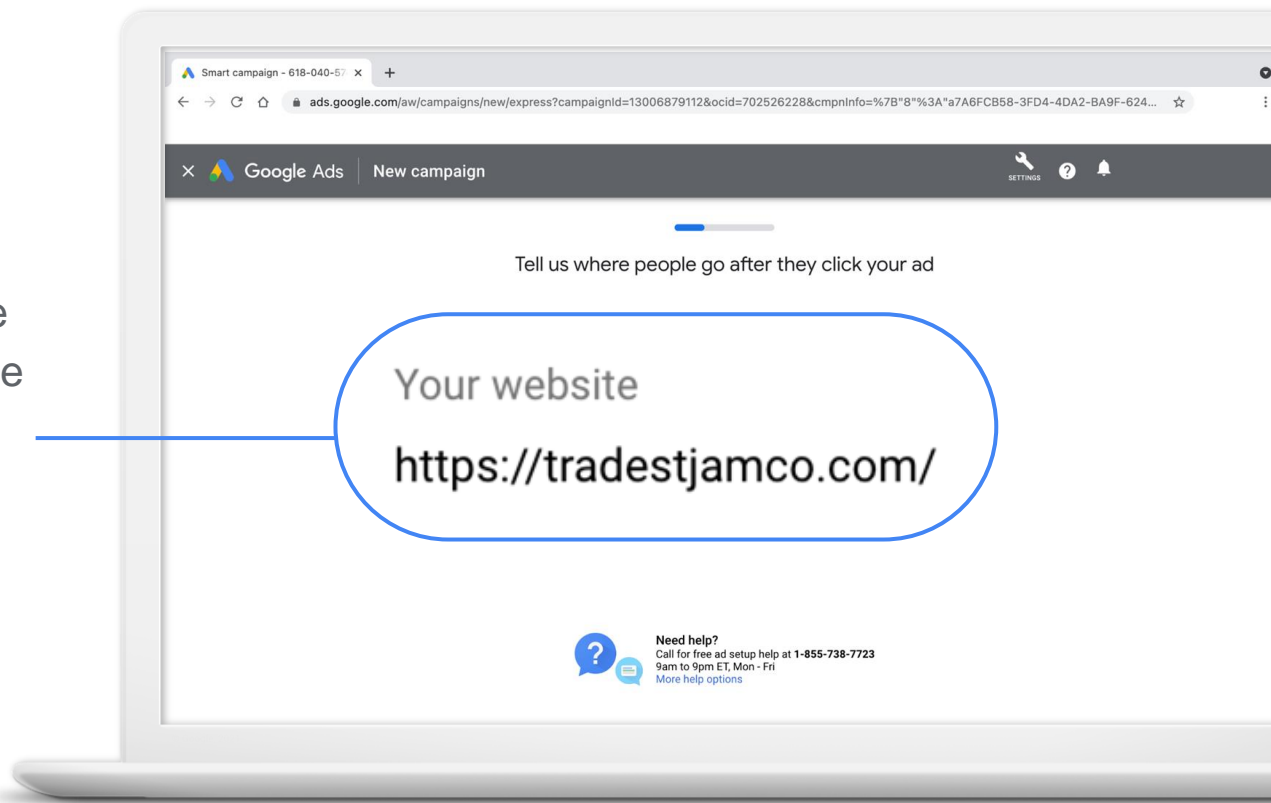 Smart campaign - 618-040-57
ads.google.com/aw/campaigns/new/express?campaignId=13006879112&ocid=702526228&cmpnInfo=%7B"8"%3A"a7A6FCB58-3FD4-4DA2-BA9F-624...
Google Ads New campaign
SETTINGS
Tell us where people go after they click your ad
e
e
Your website
https://tradestjamco.com/
Need help?
Call for free ad setup help at 1-855-738-7723
9am to 9pm ET, Mon - Fri
More help options